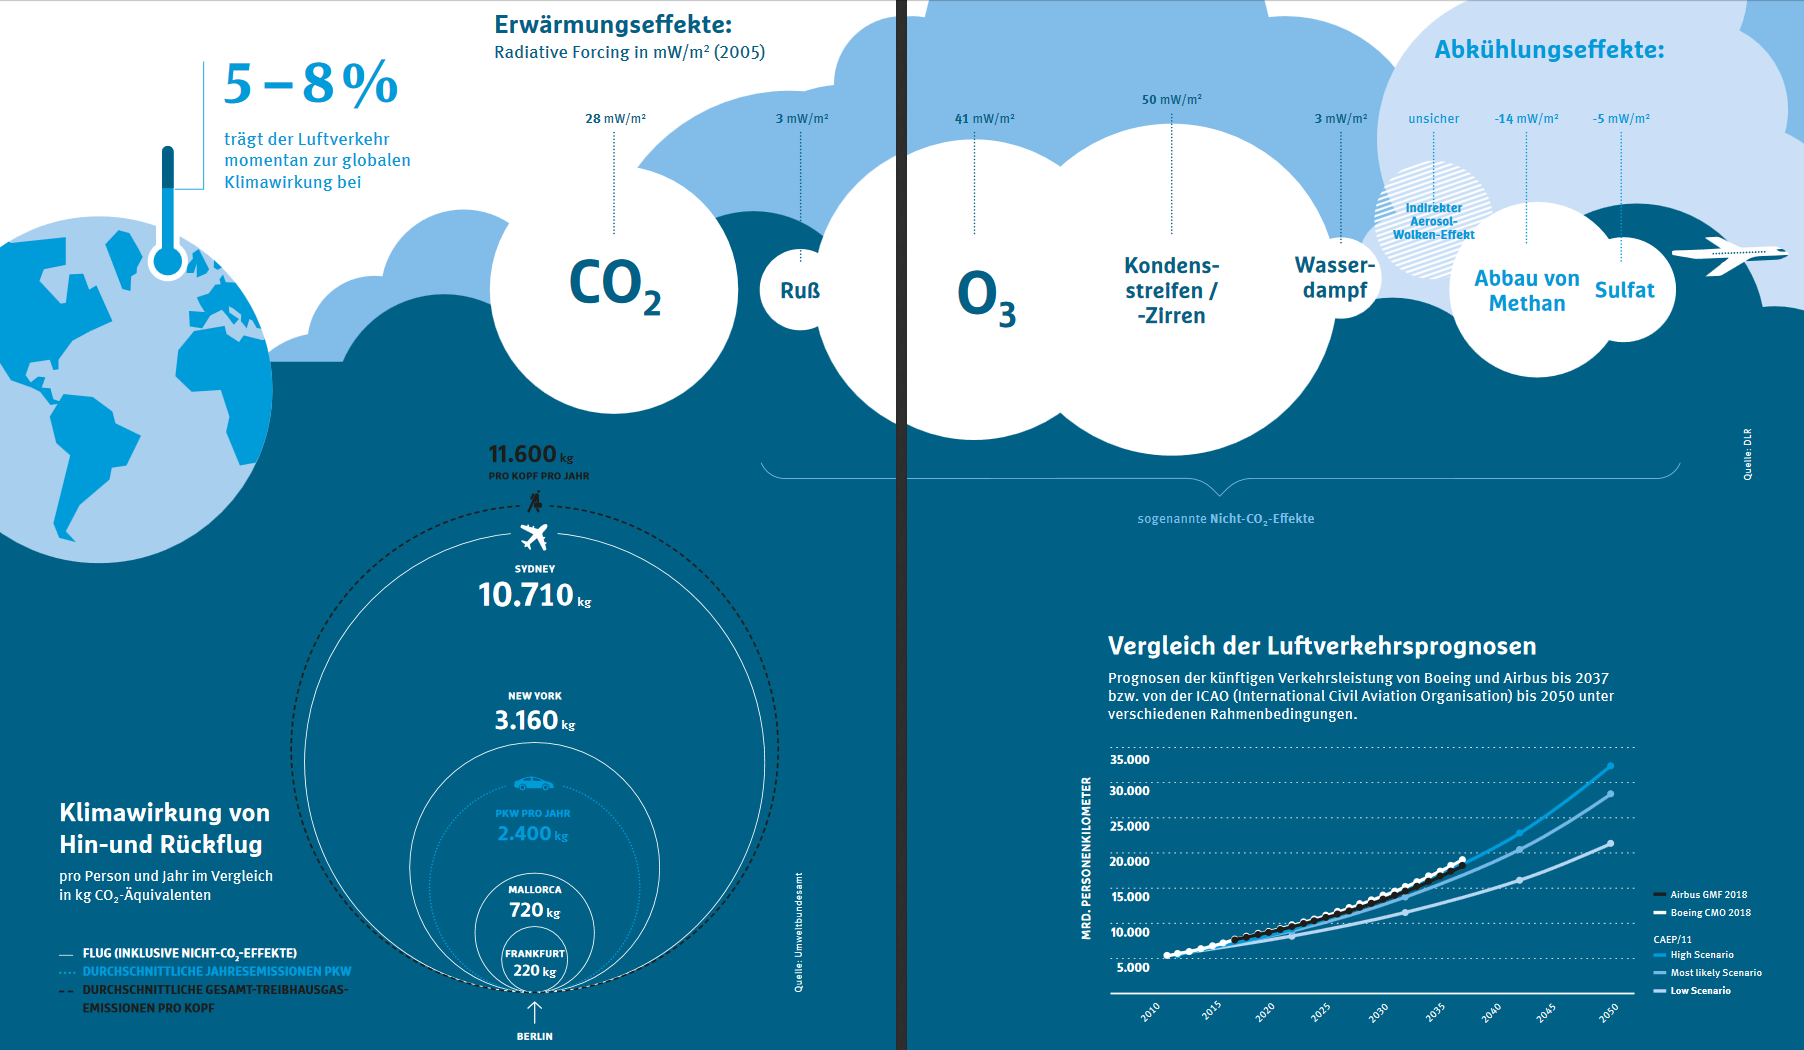 Erwärmungseffekte:
Radiative Forcing in mW/m² (2005)
Abkühlungseffekte:
5 – 8 %
trägt der Luftverkehr
momentan zur globalen
Klimawirkung bei
28 mW/m²
3 mW/m²
41 mW/m²
50 mW/m²
3 mW/m²
unsicher
-14 mW/m²
-5 mW/m²
CO₂
Ruß
O₃
Kondens-
streifen /
-Zirren
Wasser-
dampf
Indirekter
Aerosol-
Wolken-Effekt
Abbau von
Methan
Sulfat
Quelle: DLR
sogenannte Nicht-CO₂-Effekte
11.600 kg
PRO KOPF PRO JAHR
SYDNEY
10.710 kg
NEW YORK
3.160 kg
PKW PRO JAHR
2.400 kg
MALLORCA
720 kg
FRANKFURT
220 kg
BERLIN
Klimawirkung von
Hin-und Rückflug
pro Person und Jahr im Vergleich
in kg CO₂-Äquivalenten
FLUG (INKLUSIVE NICHT-CO₂-EFFEKTE)
DURCHSCHNITTLICHE JAHRESEMISSIONEN PKW
DURCHSCHNITTLICHE GESAMT-TREIBHAUSGAS-
EMISSIONEN PRO KOPF
Quelle: Umweltbundesamt
Vergleich der Luftverkehrsprognosen
Prognosen der künftigen Verkehrsleistung von Boeing und Airbus bis 2037
bzw. von der ICAO (International Civil Aviation Organisation) bis 2050 unter
verschiedenen Rahmenbedingungen.
MRD. PERSONENKILOMETER
35.000
30.000
25.000
20.000
15.000
10.000
5.000
2010
2015
2020
2025
2030
2035
2040
2045
2050
Airbus GMF 2018
Boeing CMO 2018
CAEP/11
High Scenario
Most likely Scenario
Low Scenario